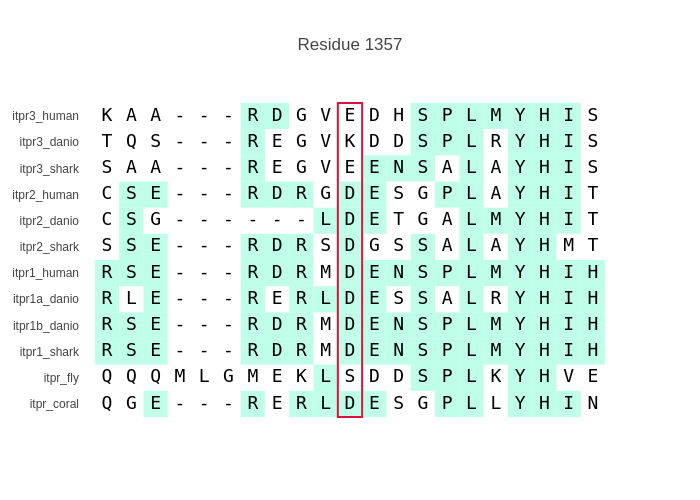 Residue 1357
itpr3_human K A A - - - R D G V E D H S P L M Y H I S
itpr3_danio T Q S - - - R E G V K D D S P L R Y H I S
itpr3_shark S A A - - - R E G V E E N S A L A Y H I S
itpr2_human C S E - - - R D R G D E S G P L A Y H I T
itpr2_danio C S G - - - - - - L D E T G A L M Y H I T
itpr2_shark S S E - - - R D R S D G S S A L A Y H M T
itpr1_human R S E - - - R D R M D E N S P L M Y H I H
itpr1a_danio R L E - - - R E R L D E S S A L R Y H I H
itpr1b_danio R S E - - - R D R M D E N S P L M Y H I H
itpr1_shark R S E - - - R D R M D E N S P L M Y H I H
itpr_fly Q Q Q M L G M E K L S D D S P L K Y H V E
itpr_coral Q G E - - - R E R L D E S G P L L Y H I N